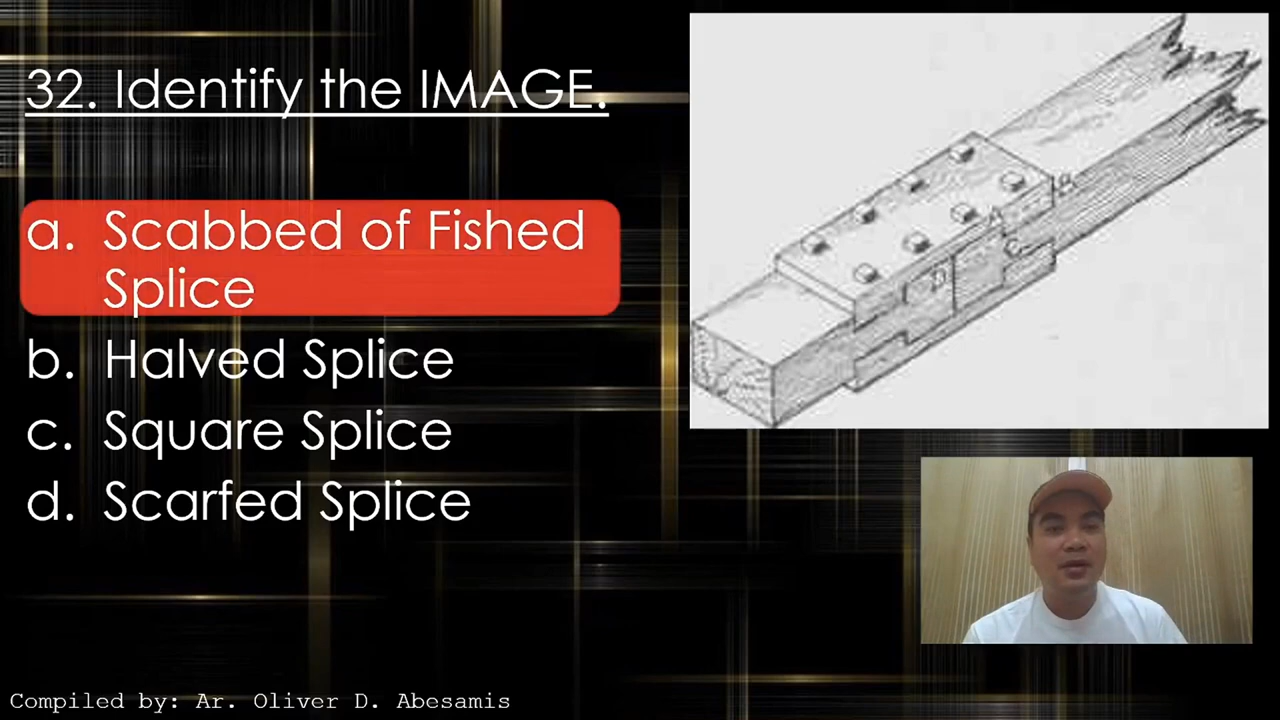 32. Identify the IMAGE.
a. Scabbed of Fished
Splice
b. Halved Splice
c. Square Splice
d. Scarfed Splice
Compiled by: Ar. Oliver D. Abesamis